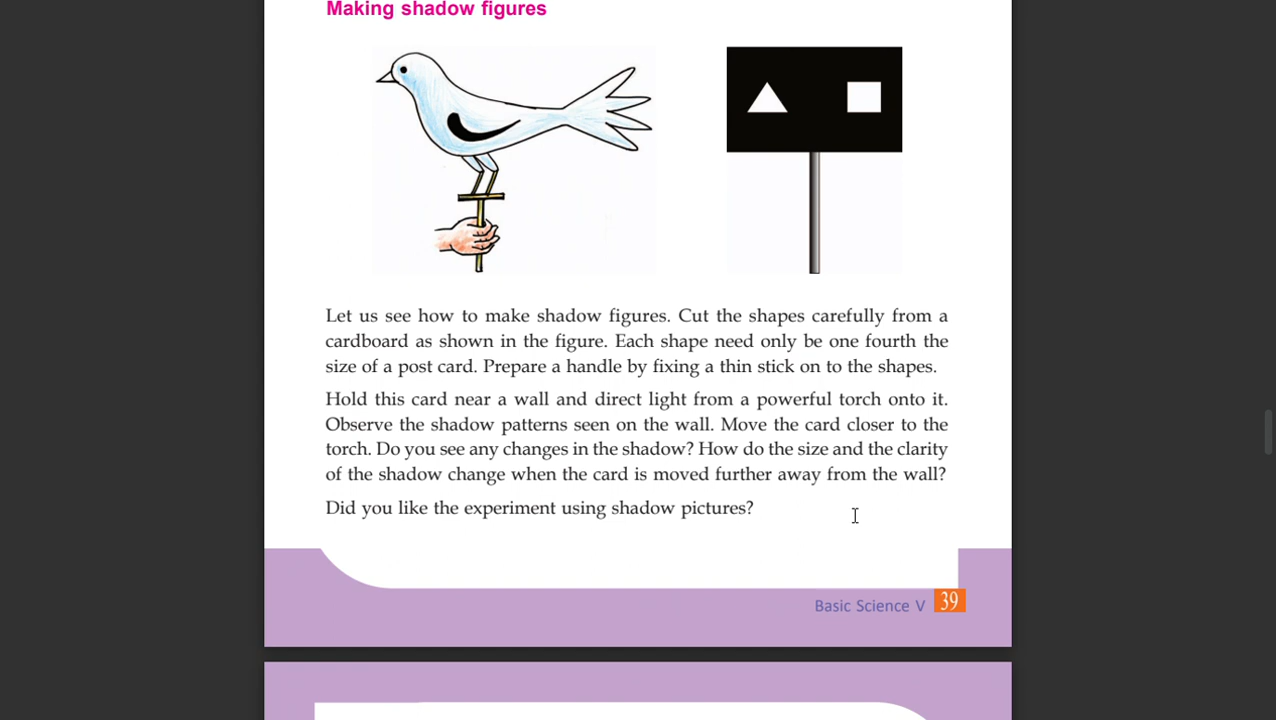 Making shadow figures
Let us see how to make shadow figures. Cut the shapes carefully from a
cardboard as shown in the figure. Each shape need only be one fourth the
size of a post card. Prepare a handle by fixing a thin stick on to the shapes.
Hold this card near a wall and direct light from a powerful torch onto it.
Observe the shadow patterns seen on the wall. Move the card closer to the
torch. Do you see any changes in the shadow? How do the size and the clarity
of the shadow change when the card is moved further away from the wall?
Did you like the experiment using shadow pictures?
Basic Science V 39